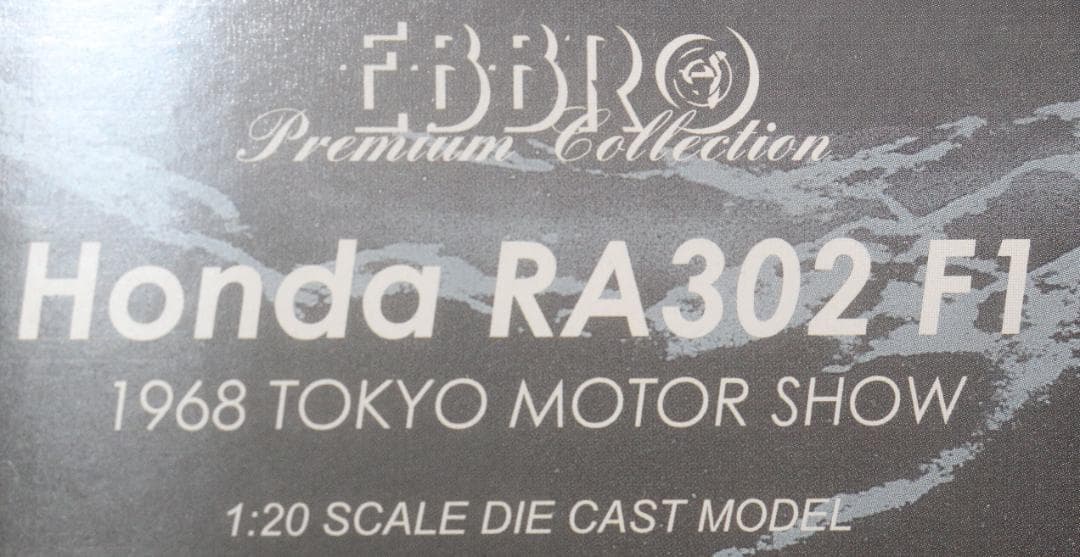 EBBRO
Premium Collection
Honda RA302 F1
1968 TOKYO MOTOR SHOW
1:20 SCALE DIE CAST MODEL